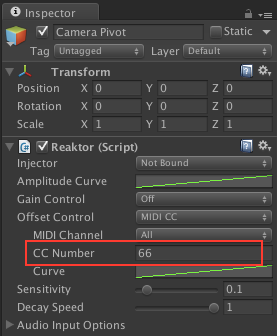 Inspector
Camera Pivot Static
Tag Untagged Layer Default
Transform
Position X 0 Y 0 Z 0
Rotation X 0 Y 0 Z 0
Scale X 1 Y 1 Z 1
Reaktor (Script)
Injector Not Bound
Amplitude Curve
Gain Control Off
Offset Control MIDI CC
MIDI Channel All
CC Number 66
Curve
Sensitivity 0.1
Decay Speed 1
Audio Input Options